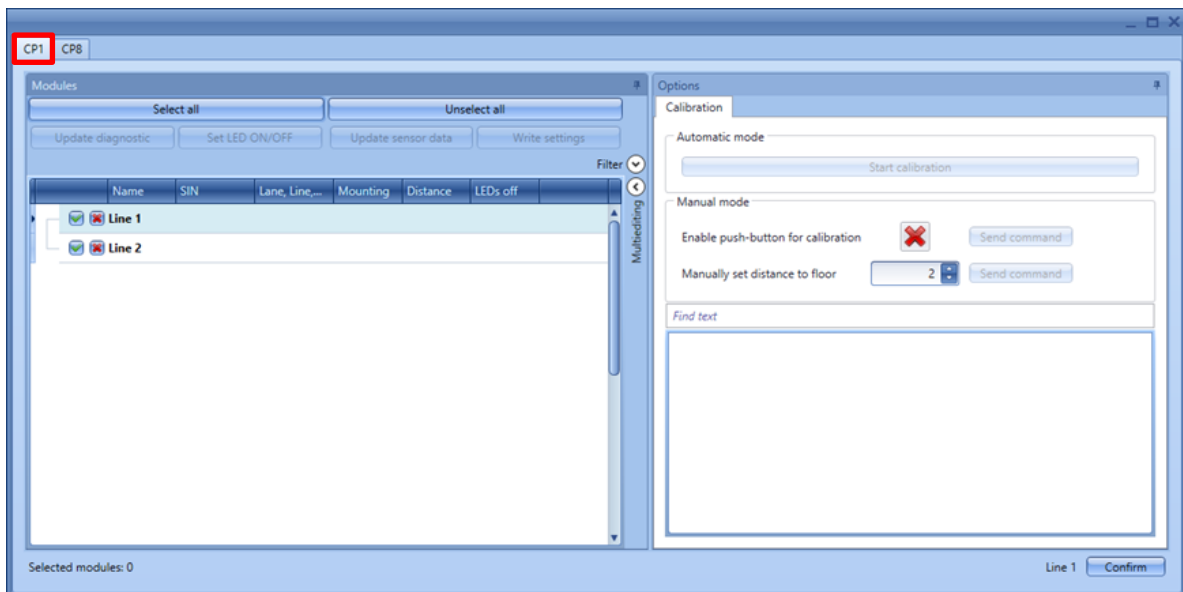 CP1 CP8
Modules
Select all Unselect all
Update diagnostic Set LED ON/OFF Update sensor data Write settings
Filter
Name SIN Lane, Line,... Mounting Distance LEDs off
Line 1
Line 2
Multiediting
Selected modules: 0
Options
Calibration
Automatic mode
Start calibration
Manual mode
Enable push-button for calibration Send command
Manually set distance to floor 2 Send command
Find text
Line 1 Confirm